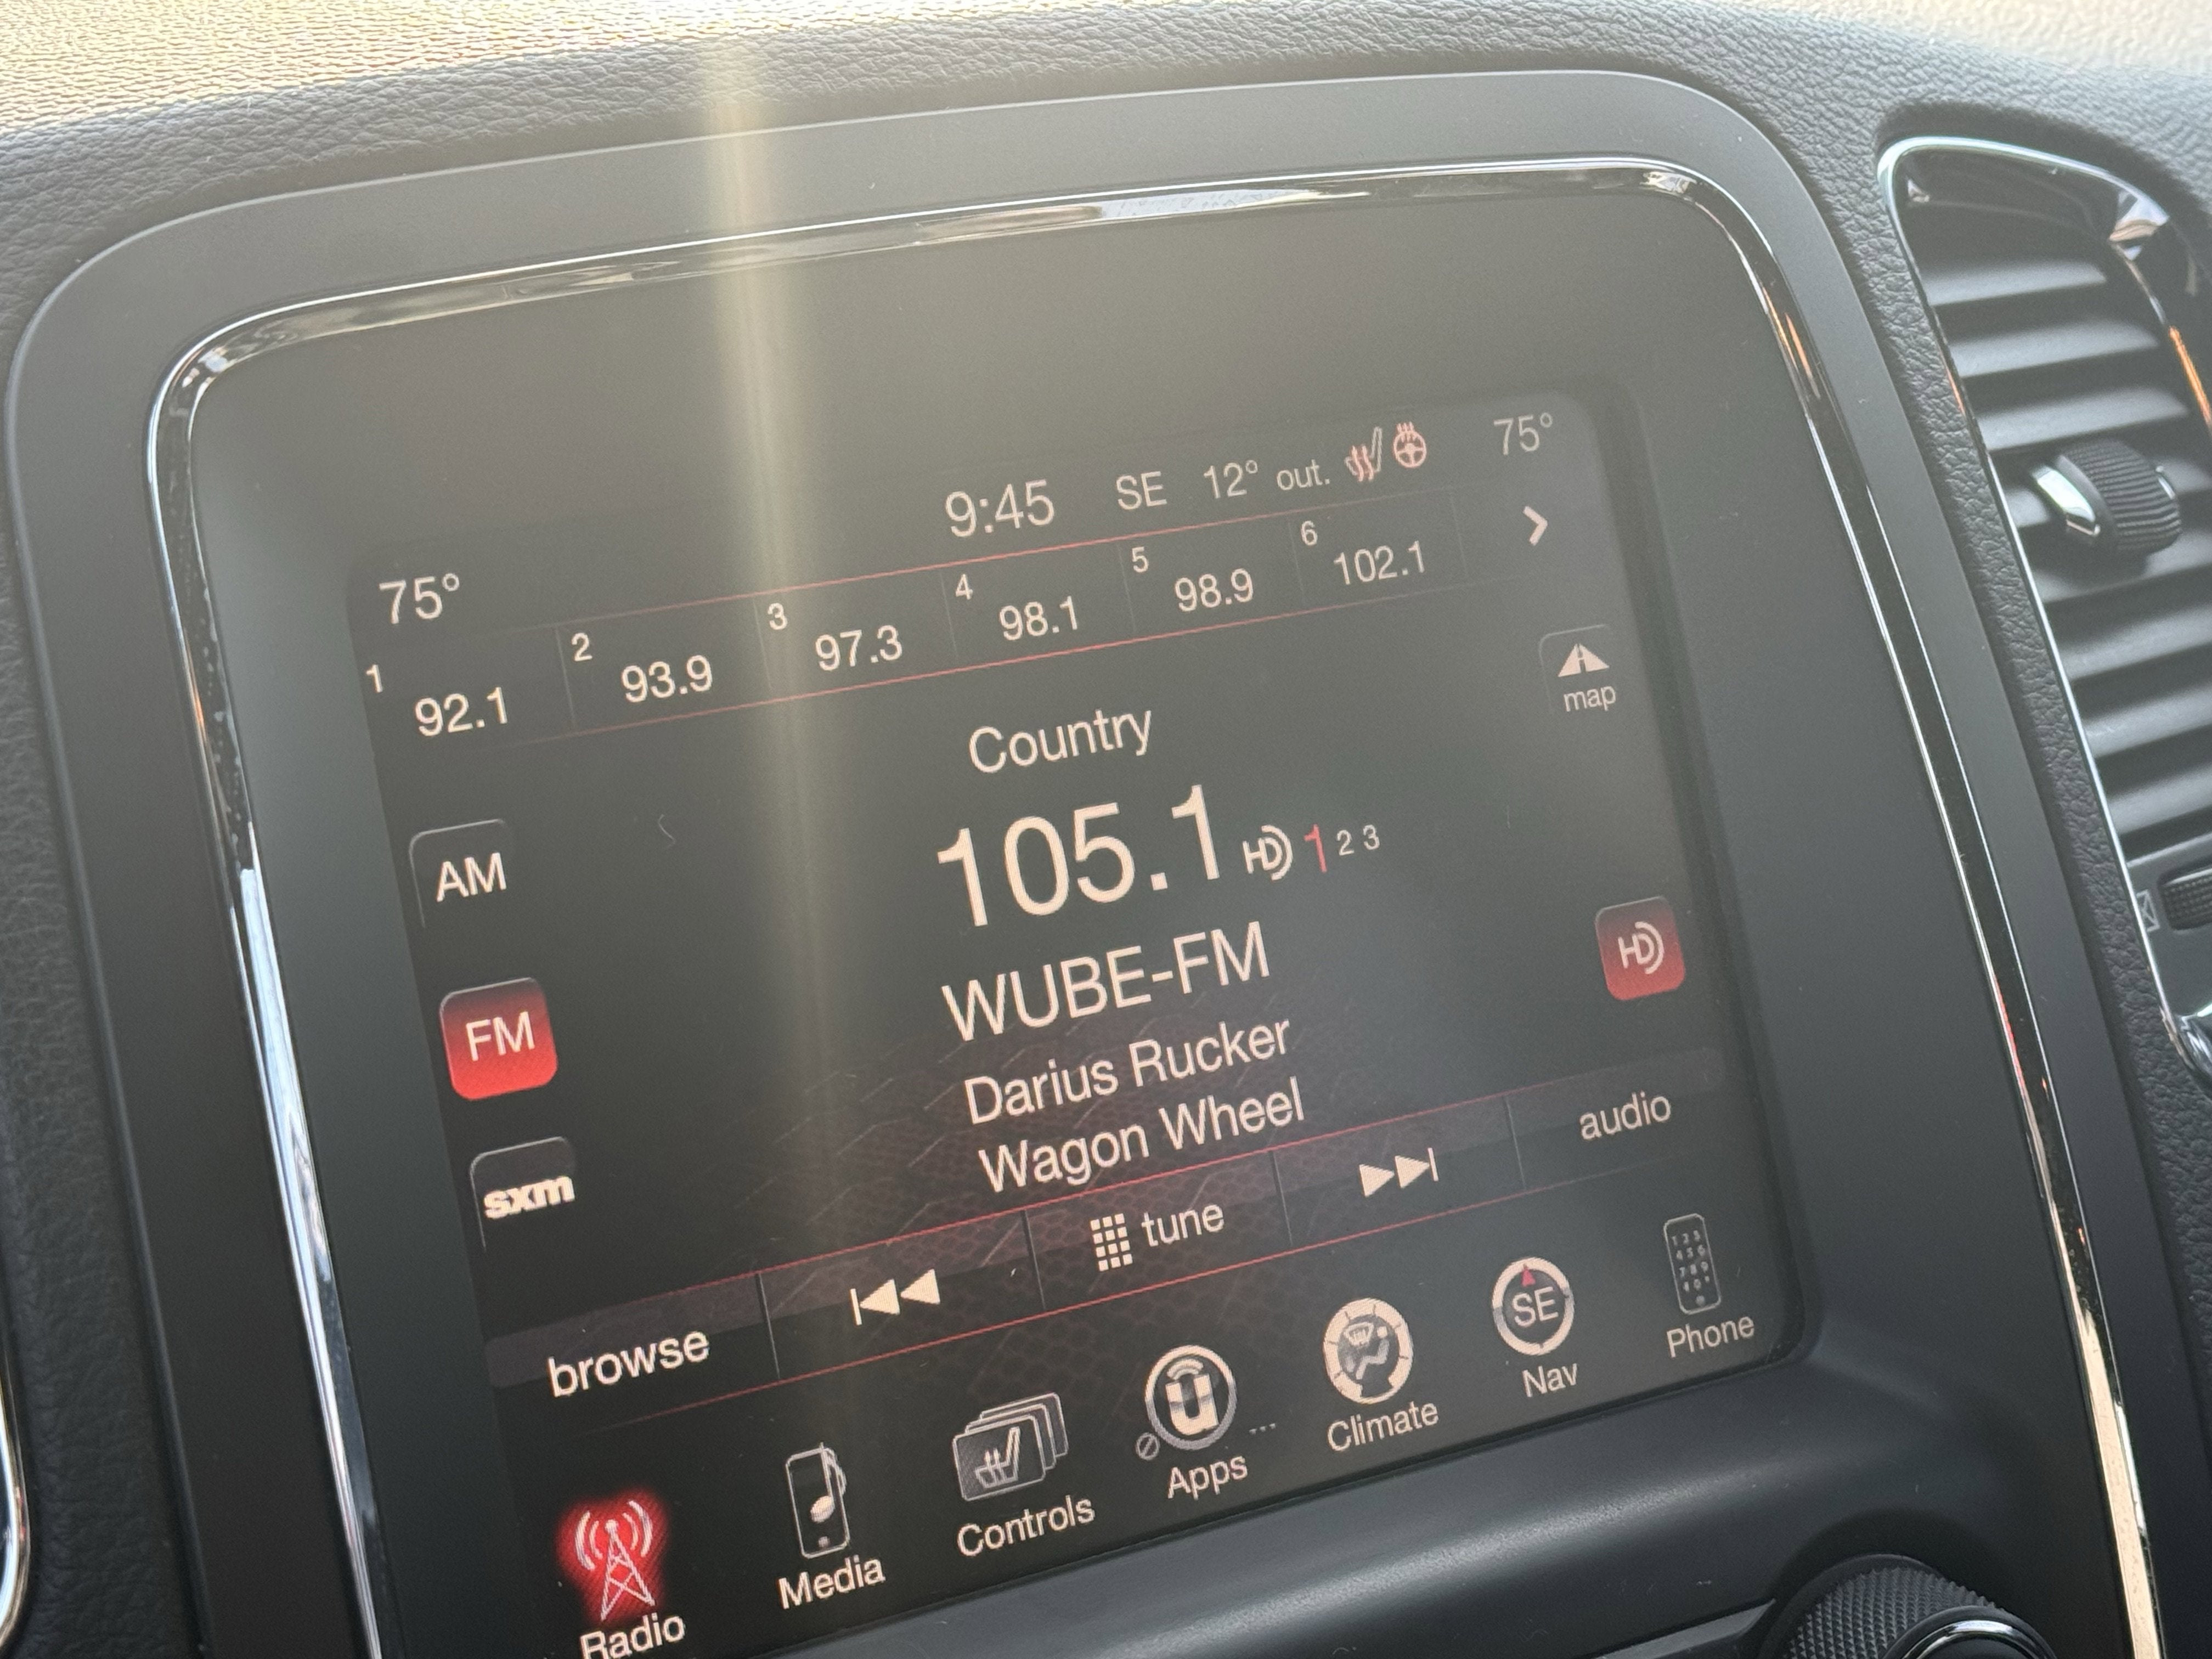 9:45 SE 12° out. 75°
75°
1 92.1 2 93.9 3 97.3 4 98.1 5 98.9 6 102.1
map
Country
105.1 HD 1 2 3
AM
WUBE-FM
HD
FM
Darius Rucker
Wagon Wheel
sxm
browse tune audio
SE
Radio Media Controls Apps Climate Nav Phone